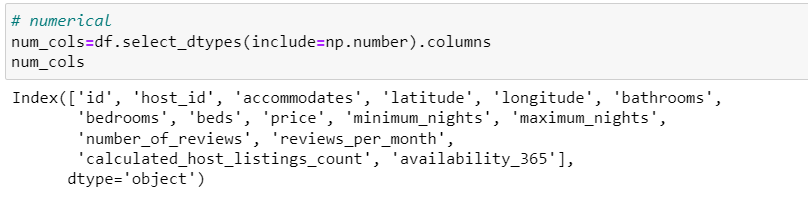 # numerical
num_cols=df.select_dtypes(include=np.number).columns
num_cols
Index(['id', 'host_id', 'accommodates', 'latitude', 'longitude', 'bathrooms',
'bedrooms', 'beds', 'price', 'minimum_nights', 'maximum_nights',
'number_of_reviews', 'reviews_per_month',
'calculated_host_listings_count', 'availability_365'],
dtype='object')